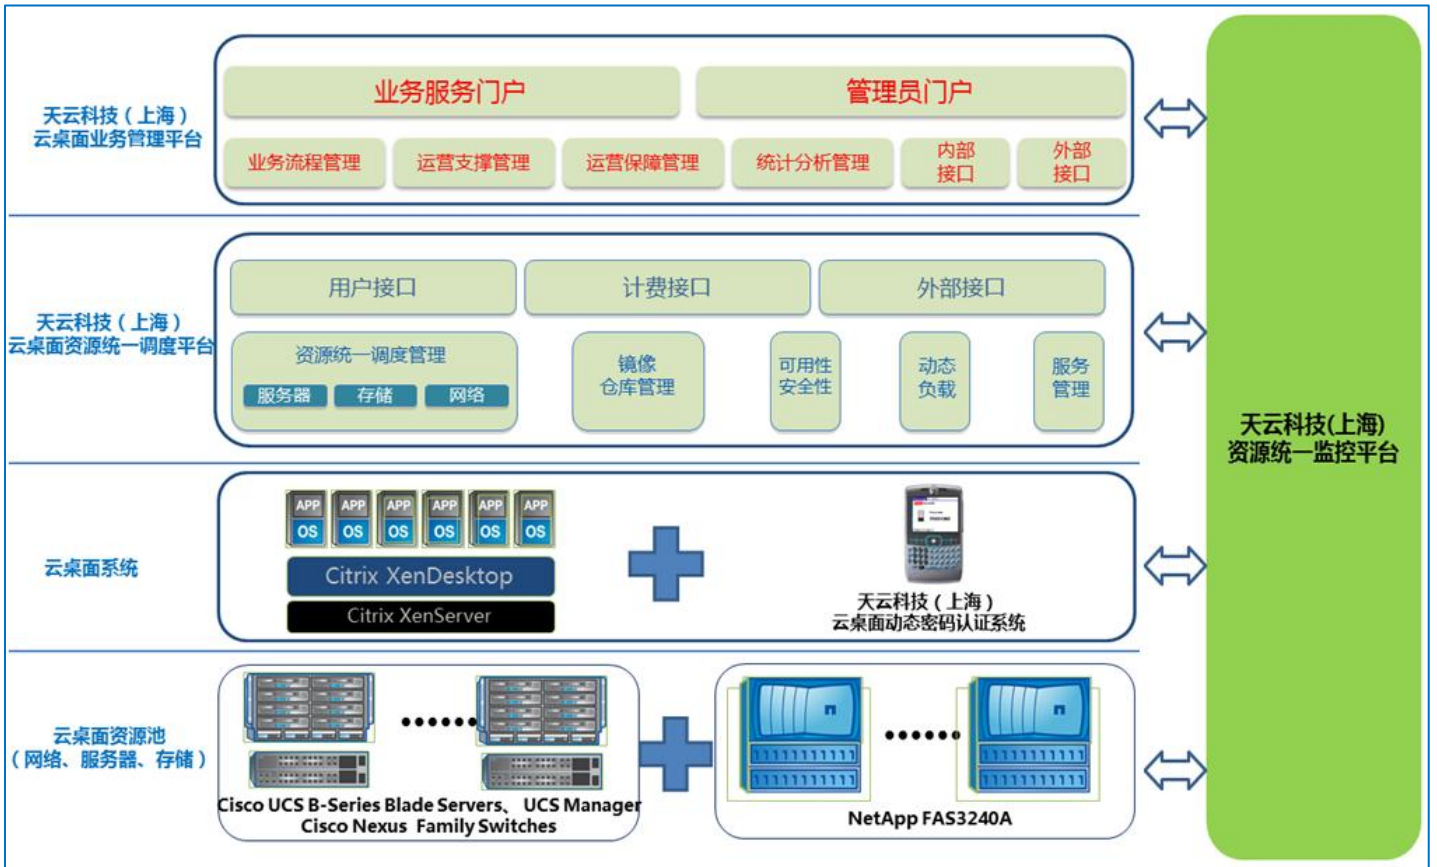 天云科技（上海）
云桌面业务管理平台
业务服务门户
管理员门户
业务流程管理
运营支撑管理
运营保障管理
统计分析管理
内部
接口
外部
接口
天云科技（上海）
云桌面资源统一调度平台
用户接口
计费接口
外部接口
资源统一调度管理
服务器
存储
网络
镜像
仓库管理
可用性
安全性
动态
负载
服务
管理
云桌面系统
APP
OS
APP
OS
APP
OS
APP
OS
APP
OS
APP
OS
Citrix XenDesktop
Citrix XenServer
天云科技（上海）
云桌面动态密码认证系统
云桌面资源池
（网络、服务器、存储）
Cisco UCS B-Series Blade Servers、 UCS Manager
Cisco Nexus Family Switches
NetApp FAS3240A
天云科技(上海)
资源统一监控平台